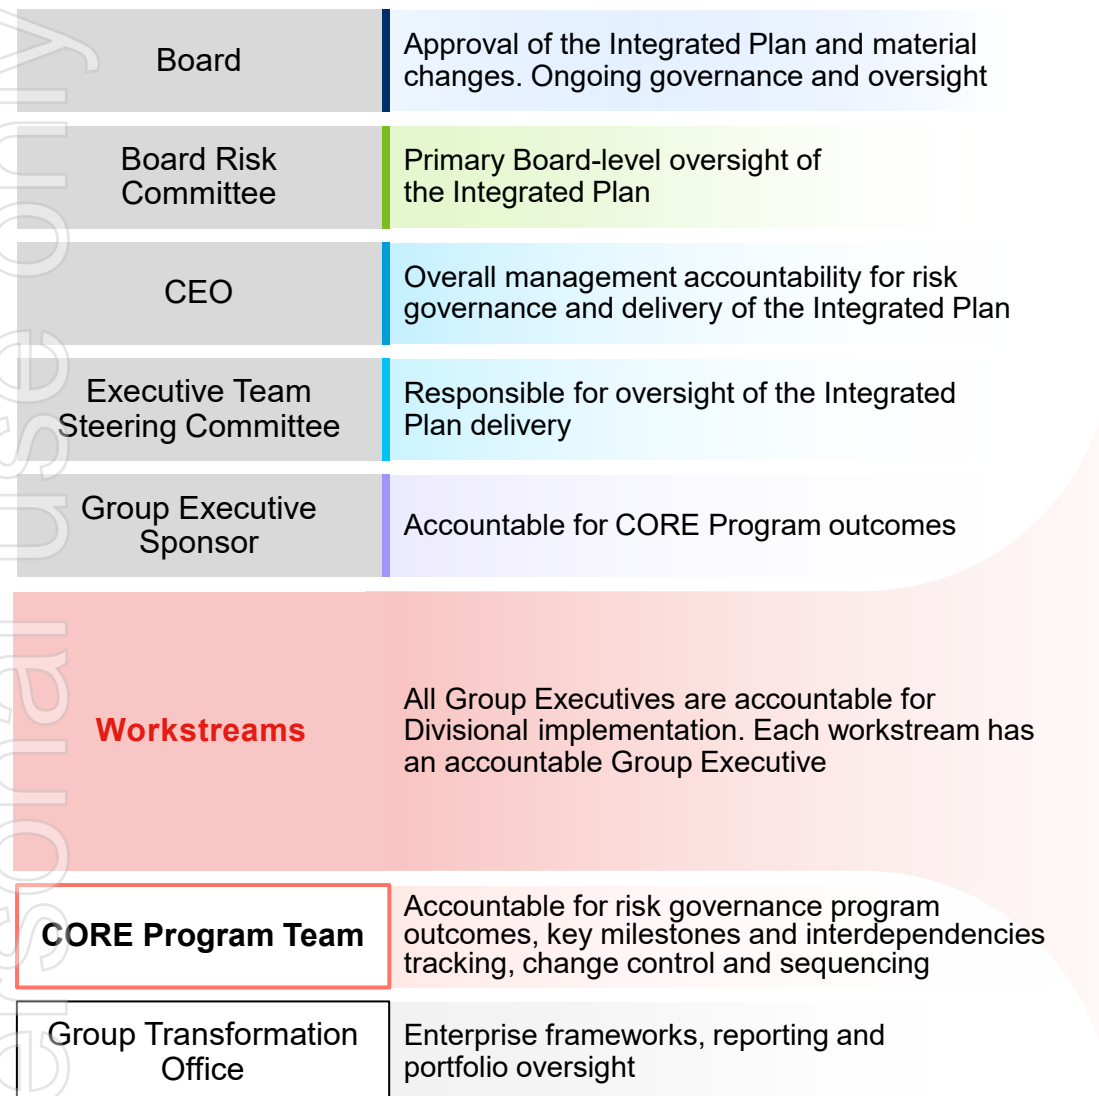 Board
Approval of the Integrated Plan and material
changes. Ongoing governance and oversight
Board Risk
Committee
Primary Board-level oversight of
the Integrated Plan
CEO
Overall management accountability for risk
governance and delivery of the Integrated Plan
Executive Team
Steering Committee
Responsible for oversight of the Integrated
Plan delivery
Group Executive
Sponsor
Accountable for CORE Program outcomes
Workstreams
All Group Executives are accountable for
Divisional implementation. Each workstream has
an accountable Group Executive
CORE Program Team
Accountable for risk governance program
outcomes, key milestones and interdependencies
tracking, change control and sequencing
Group Transformation
Office
Enterprise frameworks, reporting and
portfolio oversight
ersonal use only